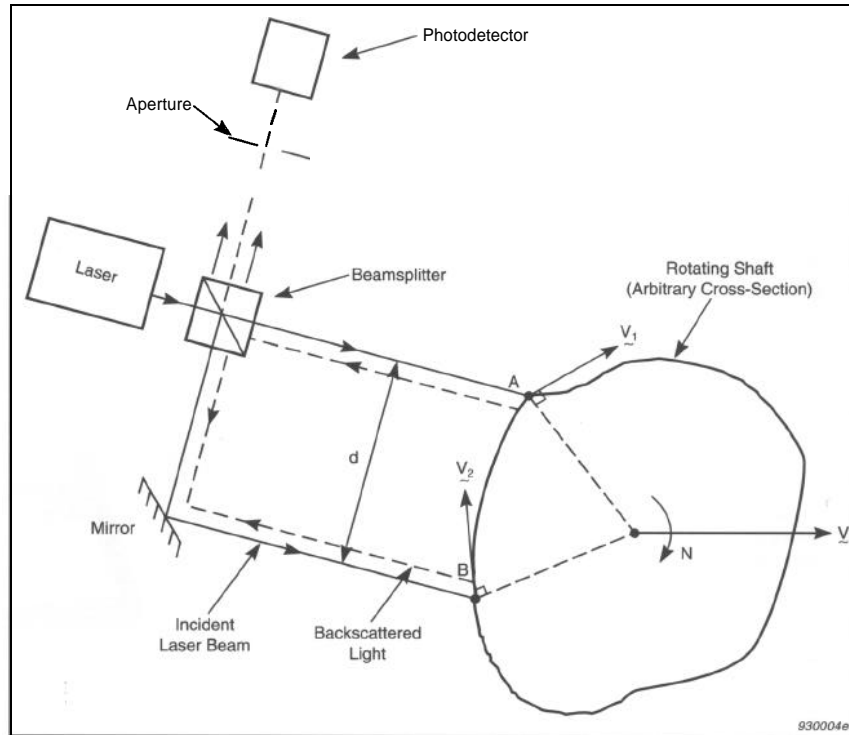 Photodetector
Aperture
Laser
Beamsplitter
Rotating Shaft
(Arbitrary Cross-Section)
V1
A
d
V2
V
Mirror
B
N
Incident
Laser Beam
Backscattered
Light
930004e